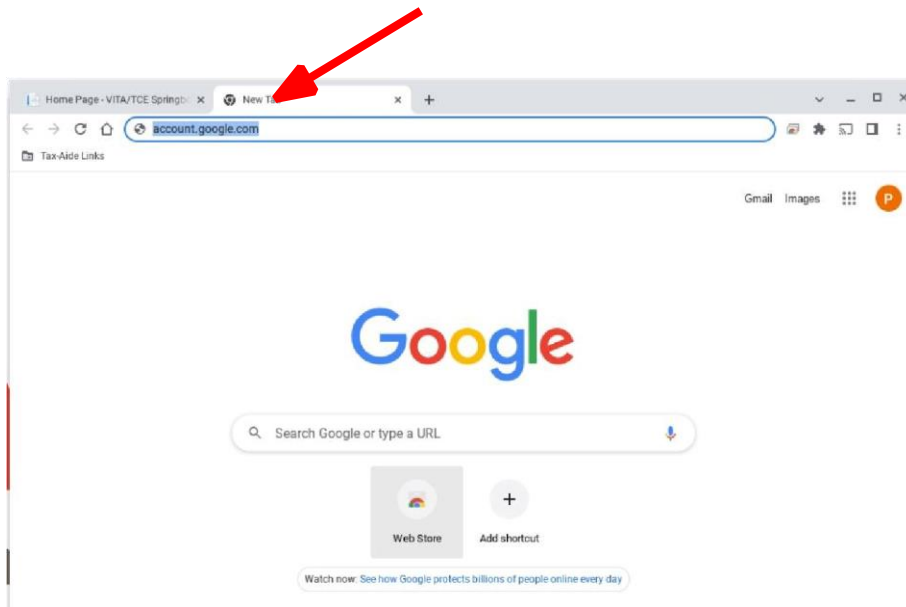 Home Page - VITA/TCE Springb
New T
account.google.com
Tax-Aide Links
Gmail Images
P
Google
Search Google or type a URL
Web Store Add shortcut
Watch now: See how Google protects billions of people online every day